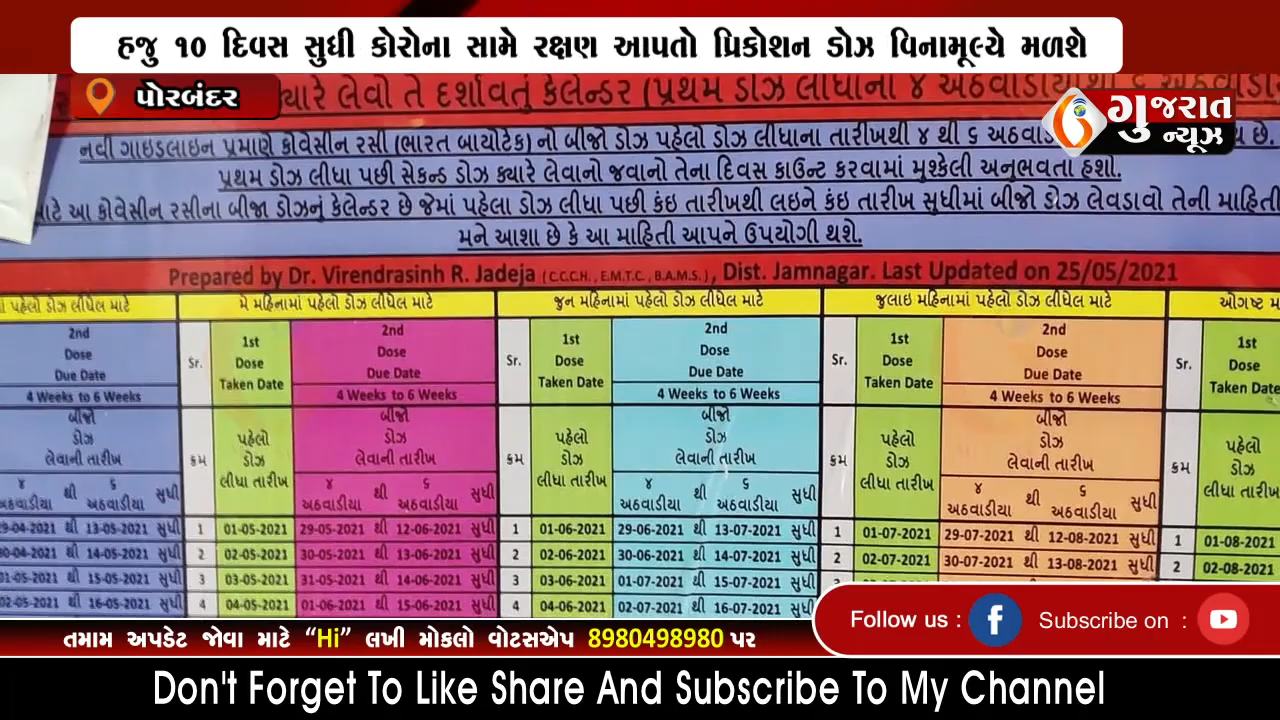 હજુ ૧૦ દિવસ સુધી કોરોના સામે રક્ષણ આપતો પ્રિકોશન ડોઝ વિનામૂલ્યે મળશે
પોરબંદર
ક્યારે લેવો તે દર્શાવતું કેલેન્ડર (પ્રથમ ડોઝ લીધાના ૪ અઠવાડીયા થી ૬
ગુજરાત
ન્યૂઝ
નવી ગાઇડલાઇન પ્રમાણે કોવેસીન રસી (ભારત બાયોટેક) નો બીજો ડોઝ પહેલો ડોઝ લીધાના તારીખથી ૪ થી ૬ છે.
પ્રથમ ડોઝ લીધા પછી સેકન્ડ ડોઝ ક્યારે લેવાનો જવાનો તેના દિવસ કાઉન્ટ કરવામાં મુશ્કેલી અનુભવતા હશો.
આ કોવેસીન રસીના બીજા ડોઝનું કેલેન્ડર છે જેમાં પહેલા ડોઝ લીધા પછી કંઇ તારીખથી લઇને કંઇ તારીખ સુધીમાં બીજો ડોઝ લેવડાવો તેની માહિતી
મને આશા છે કે આ માહિતી આપને ઉપયોગી થશે.
Prepared by Dr. Virendrasinh R. Jadeja (C.C.C.H., E.M.T.C., B.A.M.S.), Dist. Jamnagar. Last Updated on 25/05/2021
પહેલો ડોઝ લીધેલ માટે મે મહિનામાં પહેલો ડોઝ લીધેલ માટે જુન મહિનામાં પહેલો ડોઝ લીધેલ માટે જુલાઇ મહિનામાં પહેલો ડોઝ લીધેલ માટે ઓગષ્ટ
2nd Dose Due Date Sr. 1st Dose Taken Date 2nd Dose Due Date Sr. 1st Dose Taken Date 2nd Dose Due Date Sr. 1st Dose Taken Date 2nd Dose Due Date Sr. 1st Dose Taken Date
4 Weeks to 6 Weeks 4 Weeks to 6 Weeks 4 Weeks to 6 Weeks 4 Weeks to 6 Weeks
બીજો ડોઝ લેવાની તારીખ ક્રમ પહેલો ડોઝ લીધા તારીખ બીજો ડોઝ લેવાની તારીખ ક્રમ પહેલો ડોઝ લીધા તારીખ બીજો ડોઝ લેવાની તારીખ ક્રમ પહેલો ડોઝ લીધા તારીખ બીજો ડોઝ લેવાની તારીખ ક્રમ પહેલો ડોઝ લીધા તારીખ
૪ અઠવાડીયા થી ૬ અઠવાડીયા સુધી ૪ અઠવાડીયા થી ૬ અઠવાડીયા સુધી ૪ અઠવાડીયા થી ૬ અઠવાડીયા સુધી ૪ અઠવાડીયા થી ૬ અઠવાડીયા સુધી
29-04-2021 થી 13-05-2021 સુધી 1 01-05-2021 29-05-2021 થી 12-06-2021 સુધી 1 01-06-2021 29-06-2021 થી 13-07-2021 સુધી 1 01-07-2021 29-07-2021 થી 12-08-2021 સુધી 1 01-08-2021
30-04-2021 થી 14-05-2021 સુધી 2 02-05-2021 30-05-2021 થી 13-06-2021 સુધી 2 02-06-2021 30-06-2021 થી 14-07-2021 સુધી 2 02-07-2021 30-07-2021 થી 13-08-2021 સુધી 2 02-08-2021
01-05-2021 થી 15-05-2021 સુધી 3 03-05-2021 31-05-2021 થી 14-06-2021 સુધી 3 03-06-2021 01-07-2021 થી 15-07-2021 સુધી
02-05-2021 થી 16-05-2021 સુધી 4 04-05-2021 01-06-2021 થી 15-06-2021 સુધી 4 04-06-2021 02-07-2021 થી 16-07-2021 સુધી
Follow us : Subscribe on :
તમામ અપડેટ જોવા માટે “Hi” લખી મોકલો વોટસએપ 8980498980 પર
Don't Forget To Like Share And Subscribe To My Channel